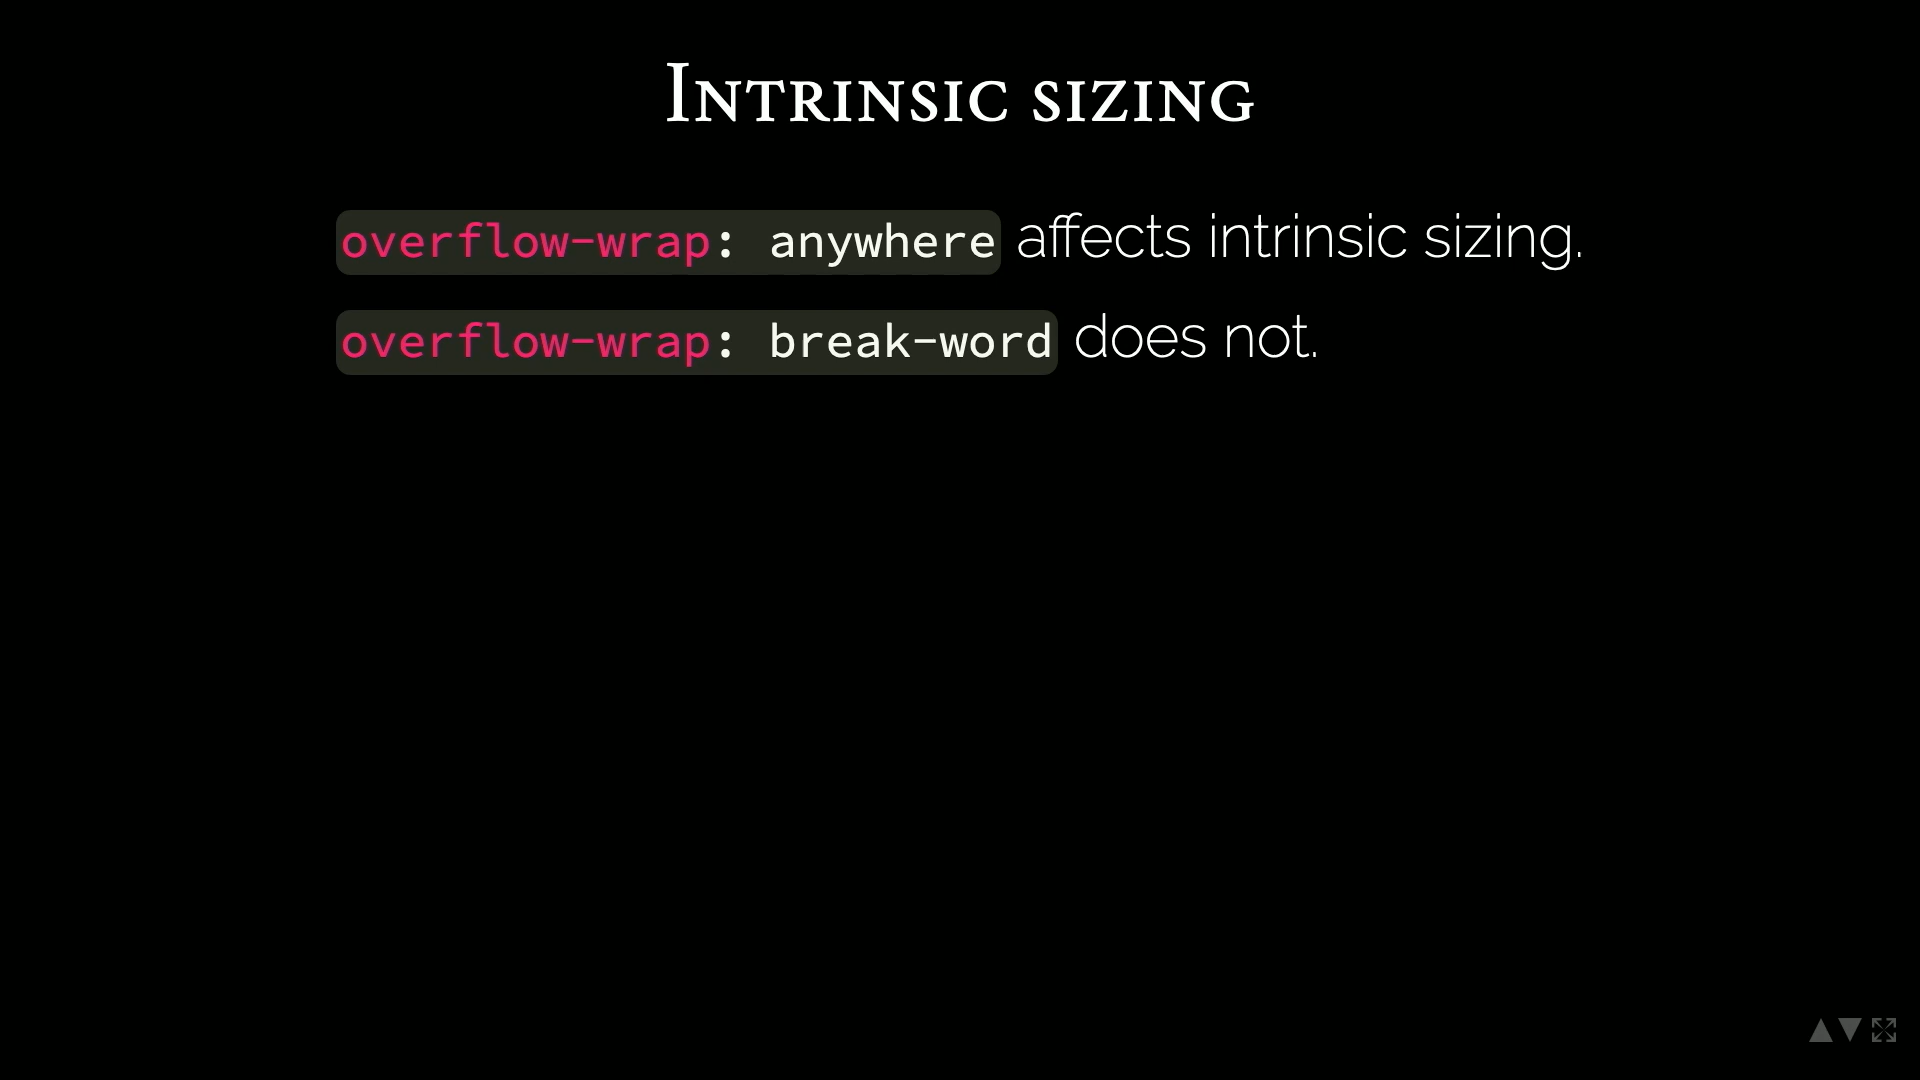 Intrinsic sizing
overflow-wrap: anywhere affects intrinsic sizing.
overflow-wrap: break-word does not.